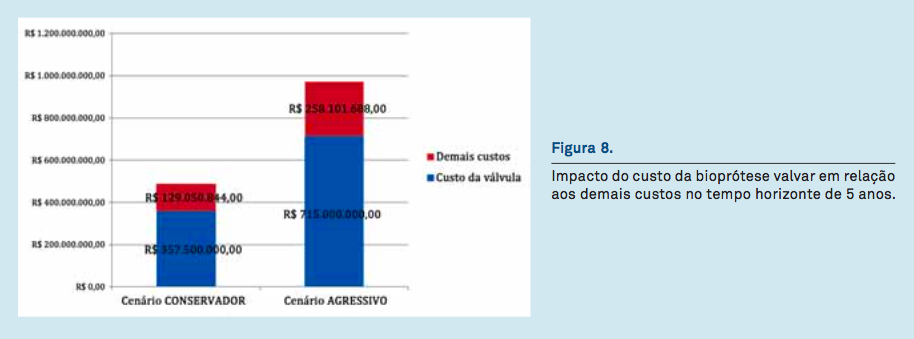 R$ 1.200.000.000,00
R$ 1.000.000.000,00
R$ 800.000.000,00
R$ 600.000.000,00
R$ 400.000.000,00
R$ 200.000.000,00
R$ 0,00
R$ 258.101.688,00
R$ 129.050.844,00
R$ 715.000.000,00
R$ 357.500.000,00
Cenário CONSERVADOR
Cenário AGRESSIVO
Demais custos
Custo da válvula
Figura 8.
Impacto do custo da bioprótese valvar em relação
aos demais custos no tempo horizonte de 5 anos.